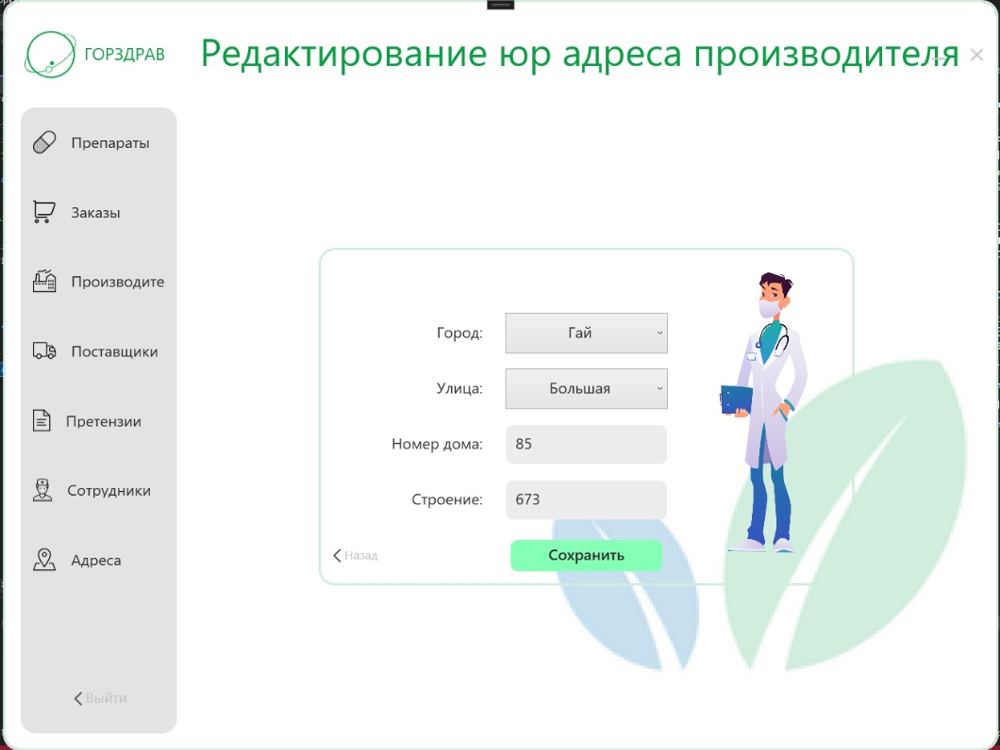 ГОРЗДРАВ
Редактирование юр адреса производителя
Препараты
Заказы
Производите
Поставщики
Претензии
Сотрудники
Адреса
Выйти
Город: Гай
Улица: Большая
Номер дома: 85
Строение: 673
Назад
Сохранить